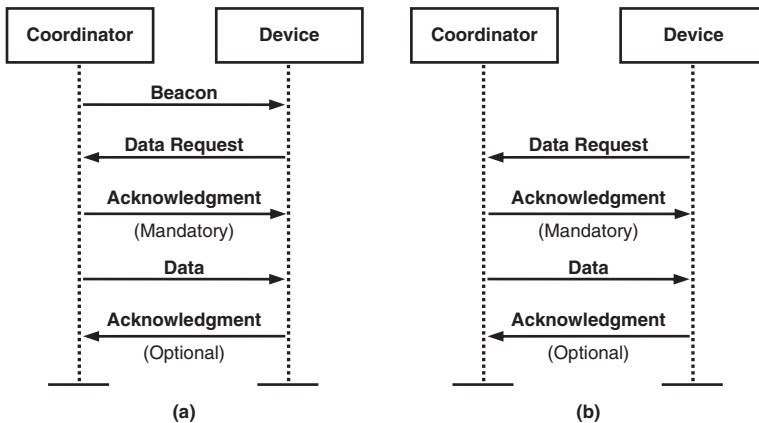 Coordinator
Device
Beacon
Data Request
Acknowledgment
(Mandatory)
Data
Acknowledgment
(Optional)
(a)
Coordinator
Device
Data Request
Acknowledgment
(Mandatory)
Data
Acknowledgment
(Optional)
(b)